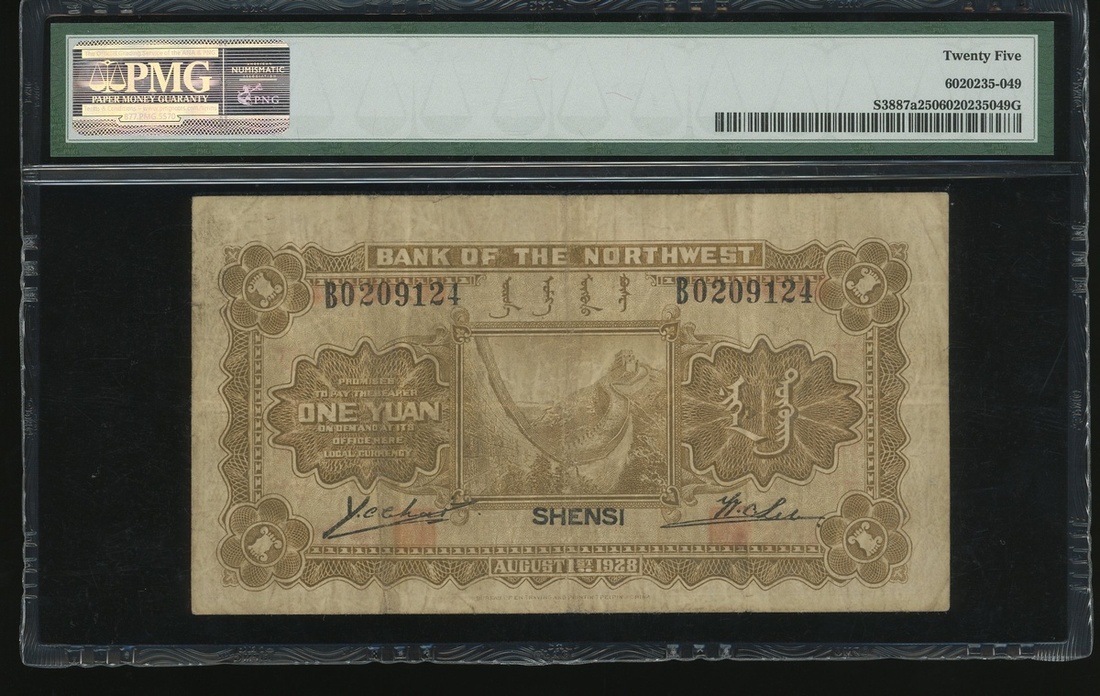 PMG
PAPER MONEY GUARANTY
NUMISMATIC
PNG
Twenty Five
6020235-049
S3887a2506020235049G
BANK OF THE NORTHWEST
B0209124
B0209124
PROMISES
TO PAY THE BEARER
ONE YUAN
ON DEMAND AT ITS
OFFICE HERE
LOCAL CURRENCY
SHENSI
AUGUST 1ST 1928